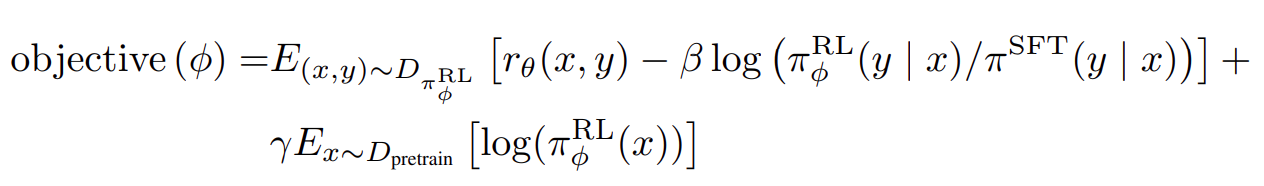 objective (ϕ) =E_{(x,y)∼D_{π_ϕ^{RL}}} [r_θ(x, y) − β log (π_ϕ^{RL}(y | x)/π^{SFT}(y | x))] +
γE_{x∼D_{pretrain}} [log(π_ϕ^{RL}(x))]